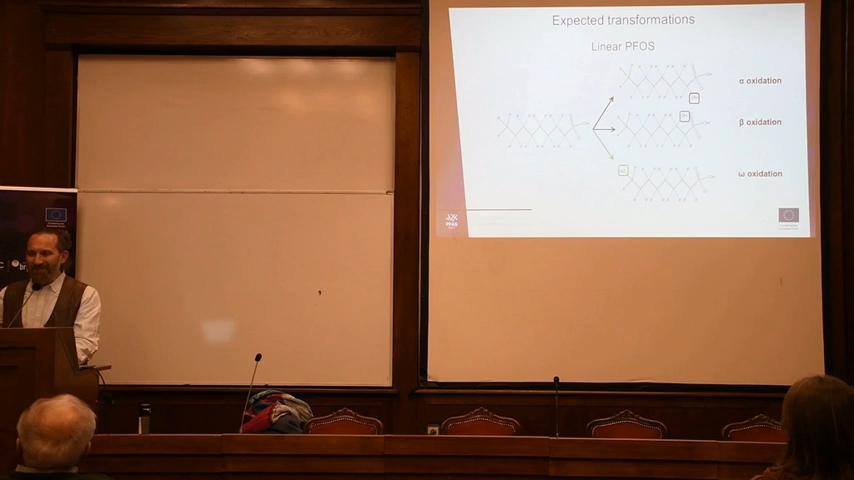 Expected transformations
Linear PFOS
α oxidation
β oxidation
ω oxidation